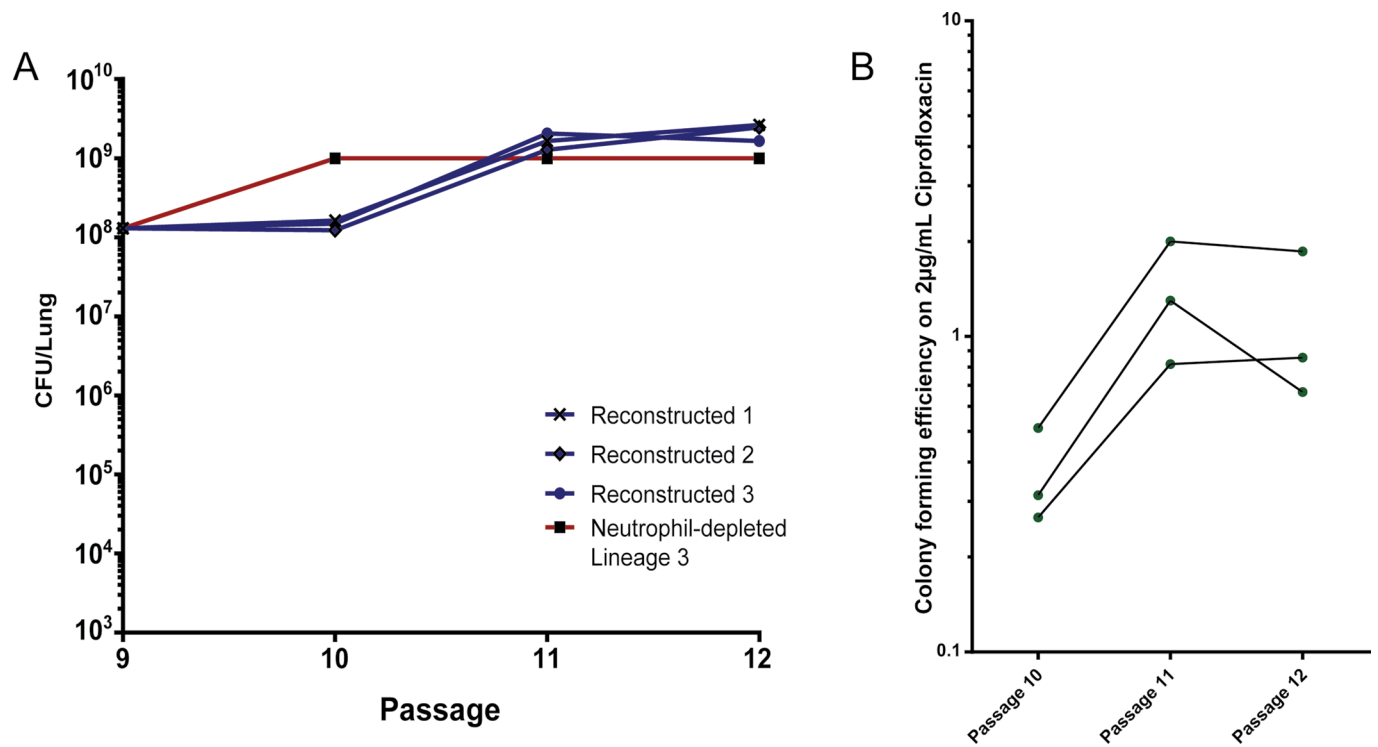 A
CFU/Lung
10^10
10^9
10^8
10^7
10^6
10^5
10^4
10^3
9 10 11 12
Passage
Reconstructed 1
Reconstructed 2
Reconstructed 3
Neutrophil-depleted
Lineage 3
B
Colony forming efficiency on 2µg/mL Ciprofloxacin
10
1
0.1
Passage 10
Passage 11
Passage 12